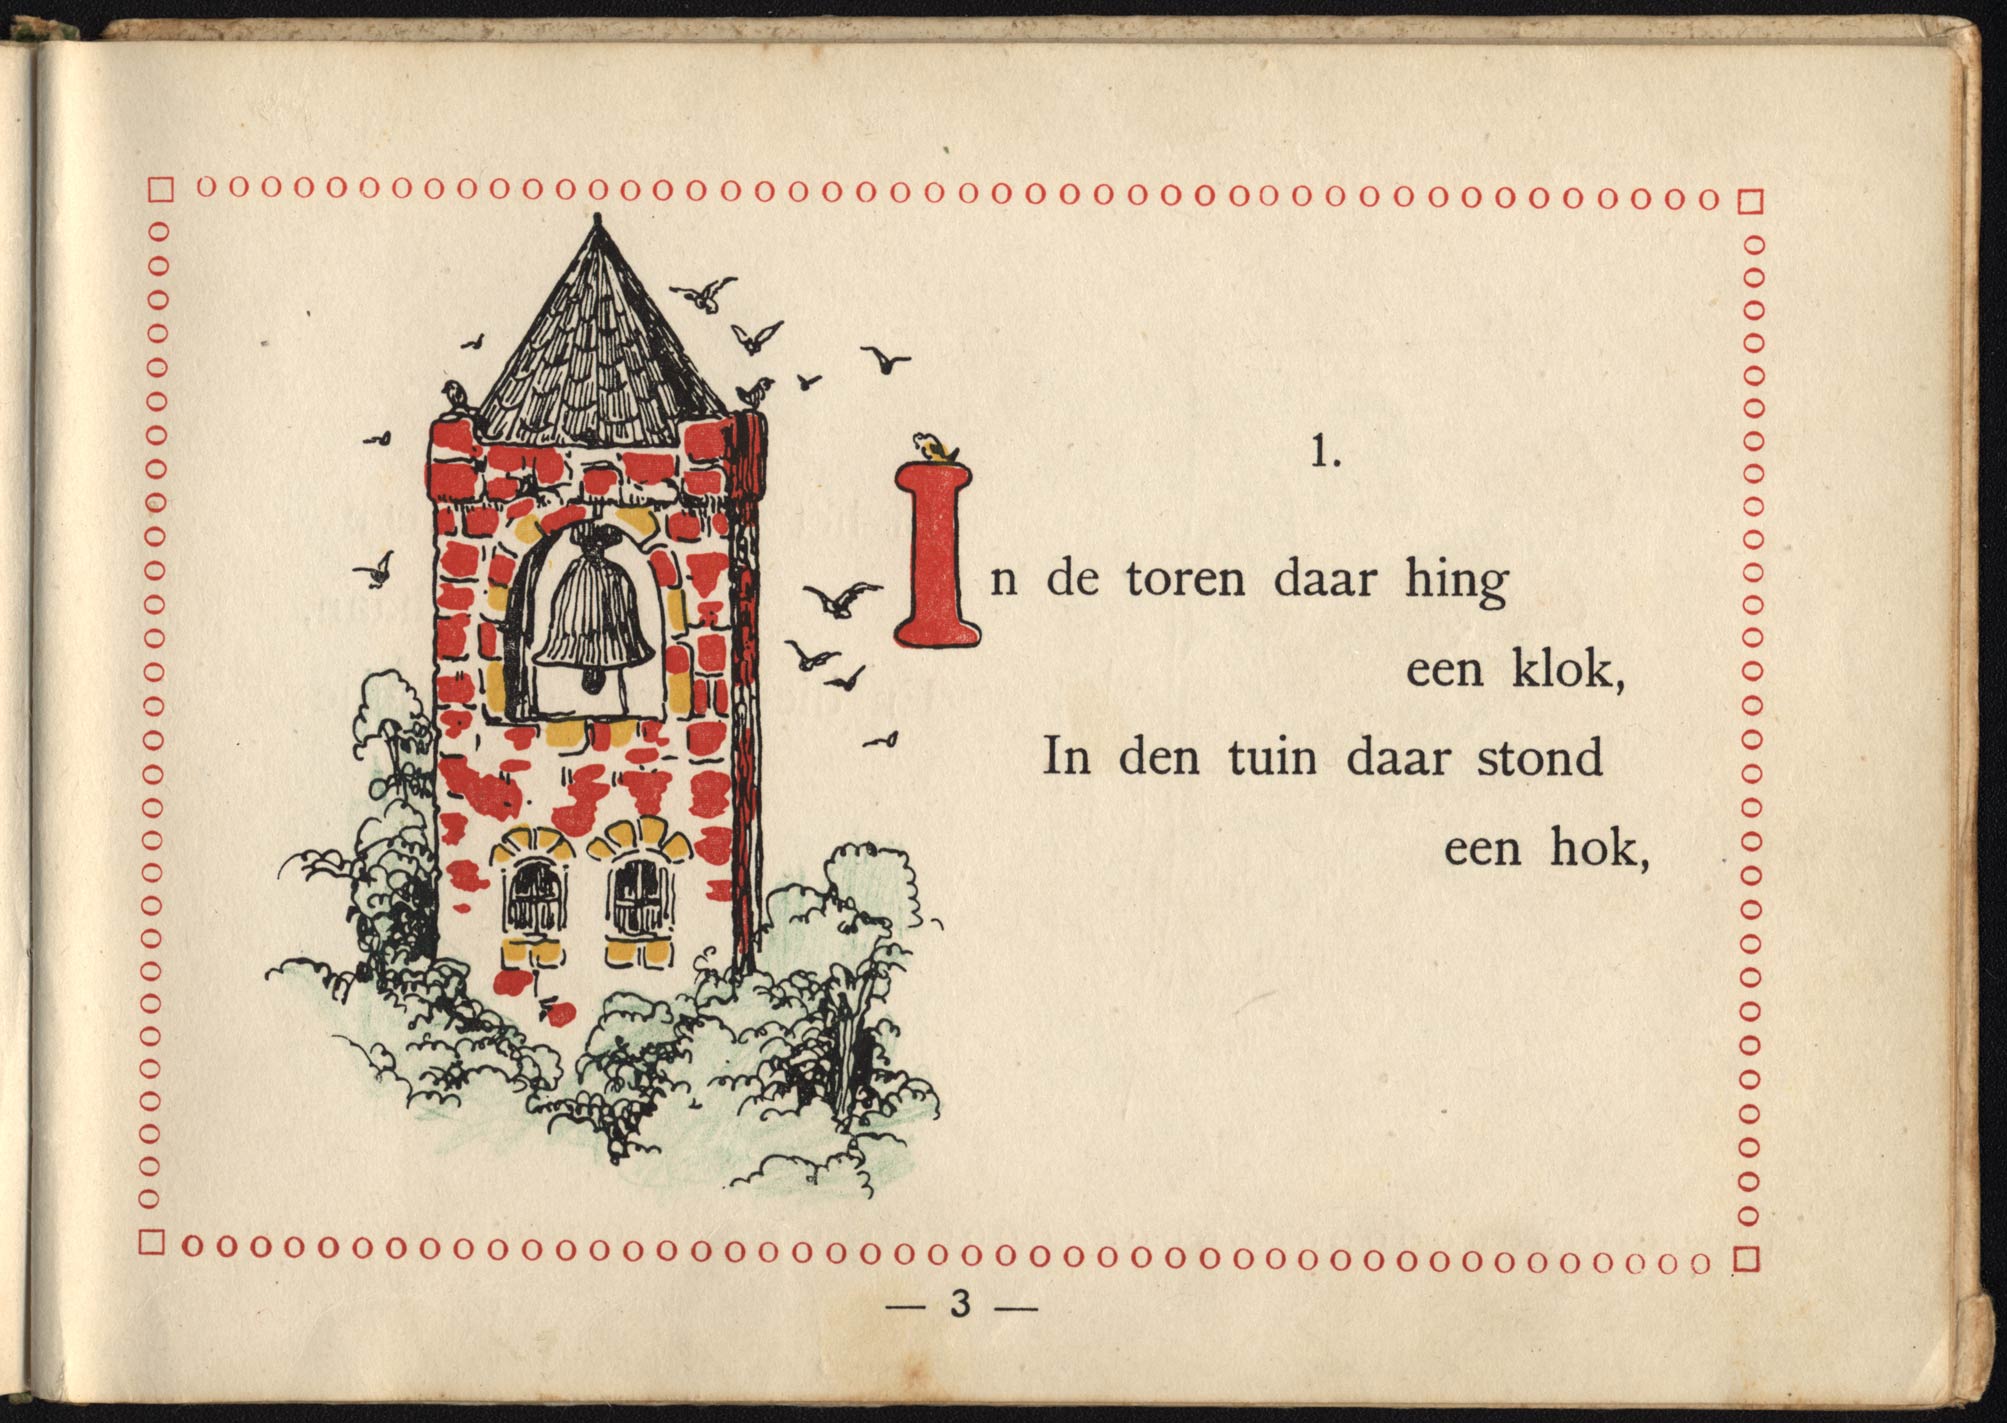 1.
In de toren daar hing
een klok,
In den tuin daar stond
een hok,
— 3 —